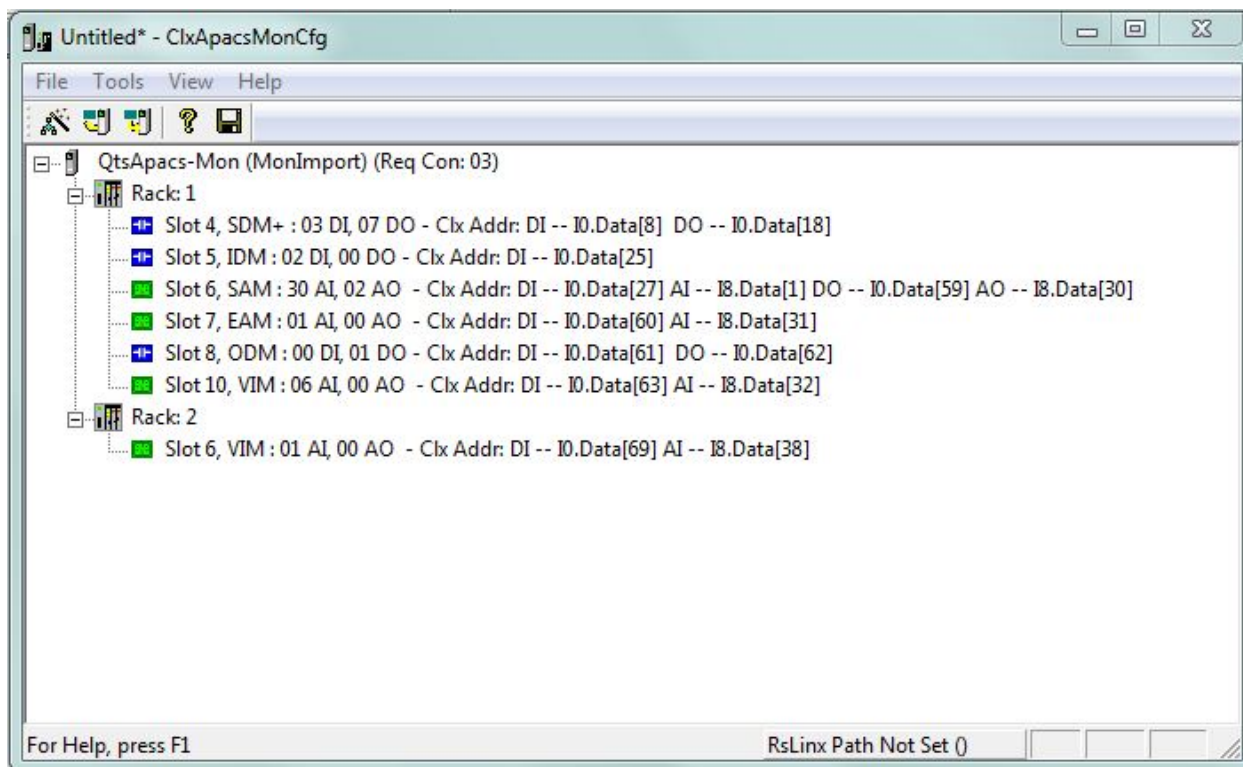 Untitled* - ClxApacsMonCfg
File Tools View Help
QtsApacs-Mon (MonImport) (Req Con: 03)
Rack: 1
Slot 4, SDM+ : 03 DI, 07 DO - Clx Addr: DI -- I0.Data[8] DO -- I0.Data[18]
Slot 5, IDM : 02 DI, 00 DO - Clx Addr: DI -- I0.Data[25]
Slot 6, SAM : 30 AI, 02 AO - Clx Addr: DI -- I0.Data[27] AI -- I8.Data[1] DO -- I0.Data[59] AO -- I8.Data[30]
Slot 7, EAM : 01 AI, 00 AO - Clx Addr: DI -- I0.Data[60] AI -- I8.Data[31]
Slot 8, ODM : 00 DI, 01 DO - Clx Addr: DI -- I0.Data[61] DO -- I0.Data[62]
Slot 10, VIM : 06 AI, 00 AO - Clx Addr: DI -- I0.Data[63] AI -- I8.Data[32]
Rack: 2
Slot 6, VIM : 01 AI, 00 AO - Clx Addr: DI -- I0.Data[69] AI -- I8.Data[38]
For Help, press F1
RsLinx Path Not Set ()